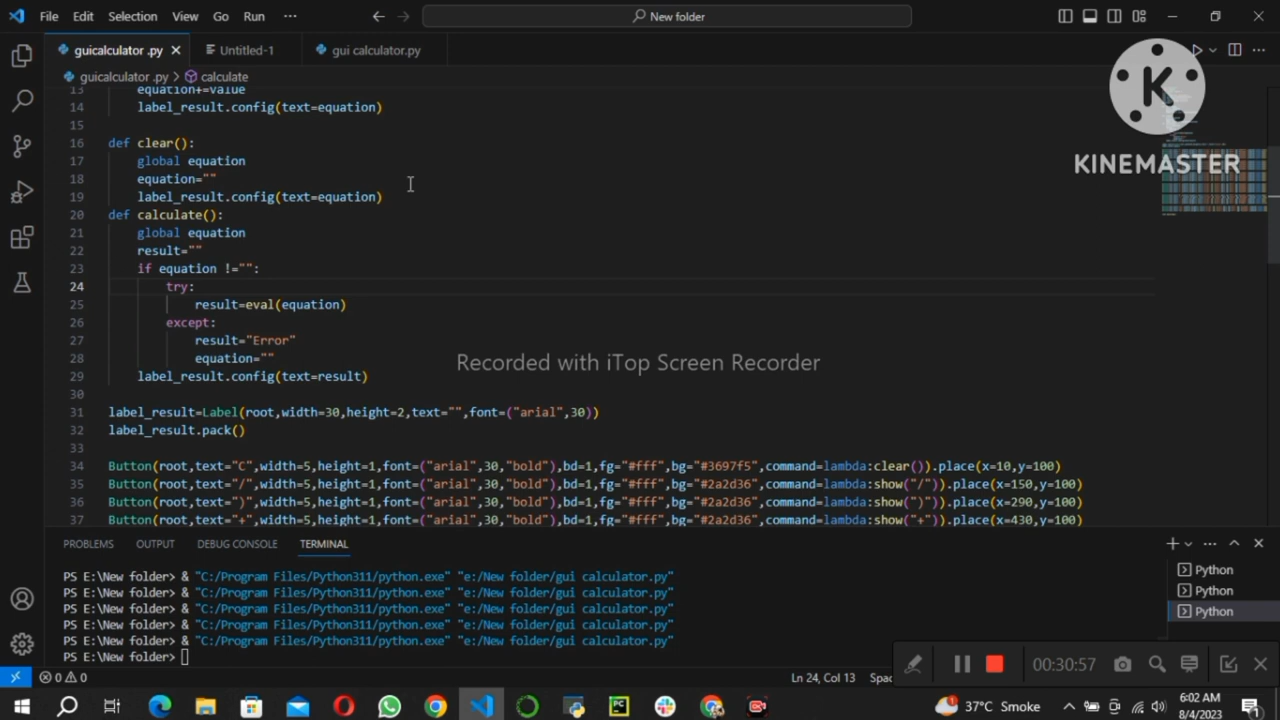 File Edit Selection View Go Run ··· New folder
guicalculator .py Untitled-1 gui calculator.py
guicalculator .py > calculate
KINEMASTER
13 equation+=value
14 label_result.config(text=equation)
15
16 def clear():
17 global equation
18 equation=""
19 label_result.config(text=equation)
20 def calculate():
21 global equation
22 result=""
23 if equation !="":
24 try:
25 result=eval(equation)
26 except:
27 result="Error"
28 equation=""
29 label_result.config(text=result)
Recorded with iTop Screen Recorder
30
31 label_result=Label(root,width=30,height=2,text="",font=("arial",30))
32 label_result.pack()
33
34 Button(root,text="C",width=5,height=1,font=("arial",30,"bold"),bd=1,fg="#fff",bg="#3697f5",command=lambda:clear()).place(x=10,y=100)
35 Button(root,text="/",width=5,height=1,font=("arial",30,"bold"),bd=1,fg="#fff",bg="#2a2d36",command=lambda:show("/")).place(x=150,y=100)
36 Button(root,text=")",width=5,height=1,font=("arial",30,"bold"),bd=1,fg="#fff",bg="#2a2d36",command=lambda:show(")")).place(x=290,y=100)
37 Button(root,text="+",width=5,height=1,font=("arial",30,"bold"),bd=1,fg="#fff",bg="#2a2d36",command=lambda:show("+")).place(x=430,y=100)
PROBLEMS OUTPUT DEBUG CONSOLE TERMINAL
PS E:\New folder> & "C:/Program Files/Python311/python.exe" "e:/New folder/gui calculator.py"
PS E:\New folder> & "C:/Program Files/Python311/python.exe" "e:/New folder/gui calculator.py"
PS E:\New folder> & "C:/Program Files/Python311/python.exe" "e:/New folder/gui calculator.py"
PS E:\New folder> & "C:/Program Files/Python311/python.exe" "e:/New folder/gui calculator.py"
PS E:\New folder> & "C:/Program Files/Python311/python.exe" "e:/New folder/gui calculator.py"
PS E:\New folder>
Python
Python
Python
00:30:57
0 0 Ln 24, Col 13 Spac
37°C Smoke 6:02 AM
8/4/2023